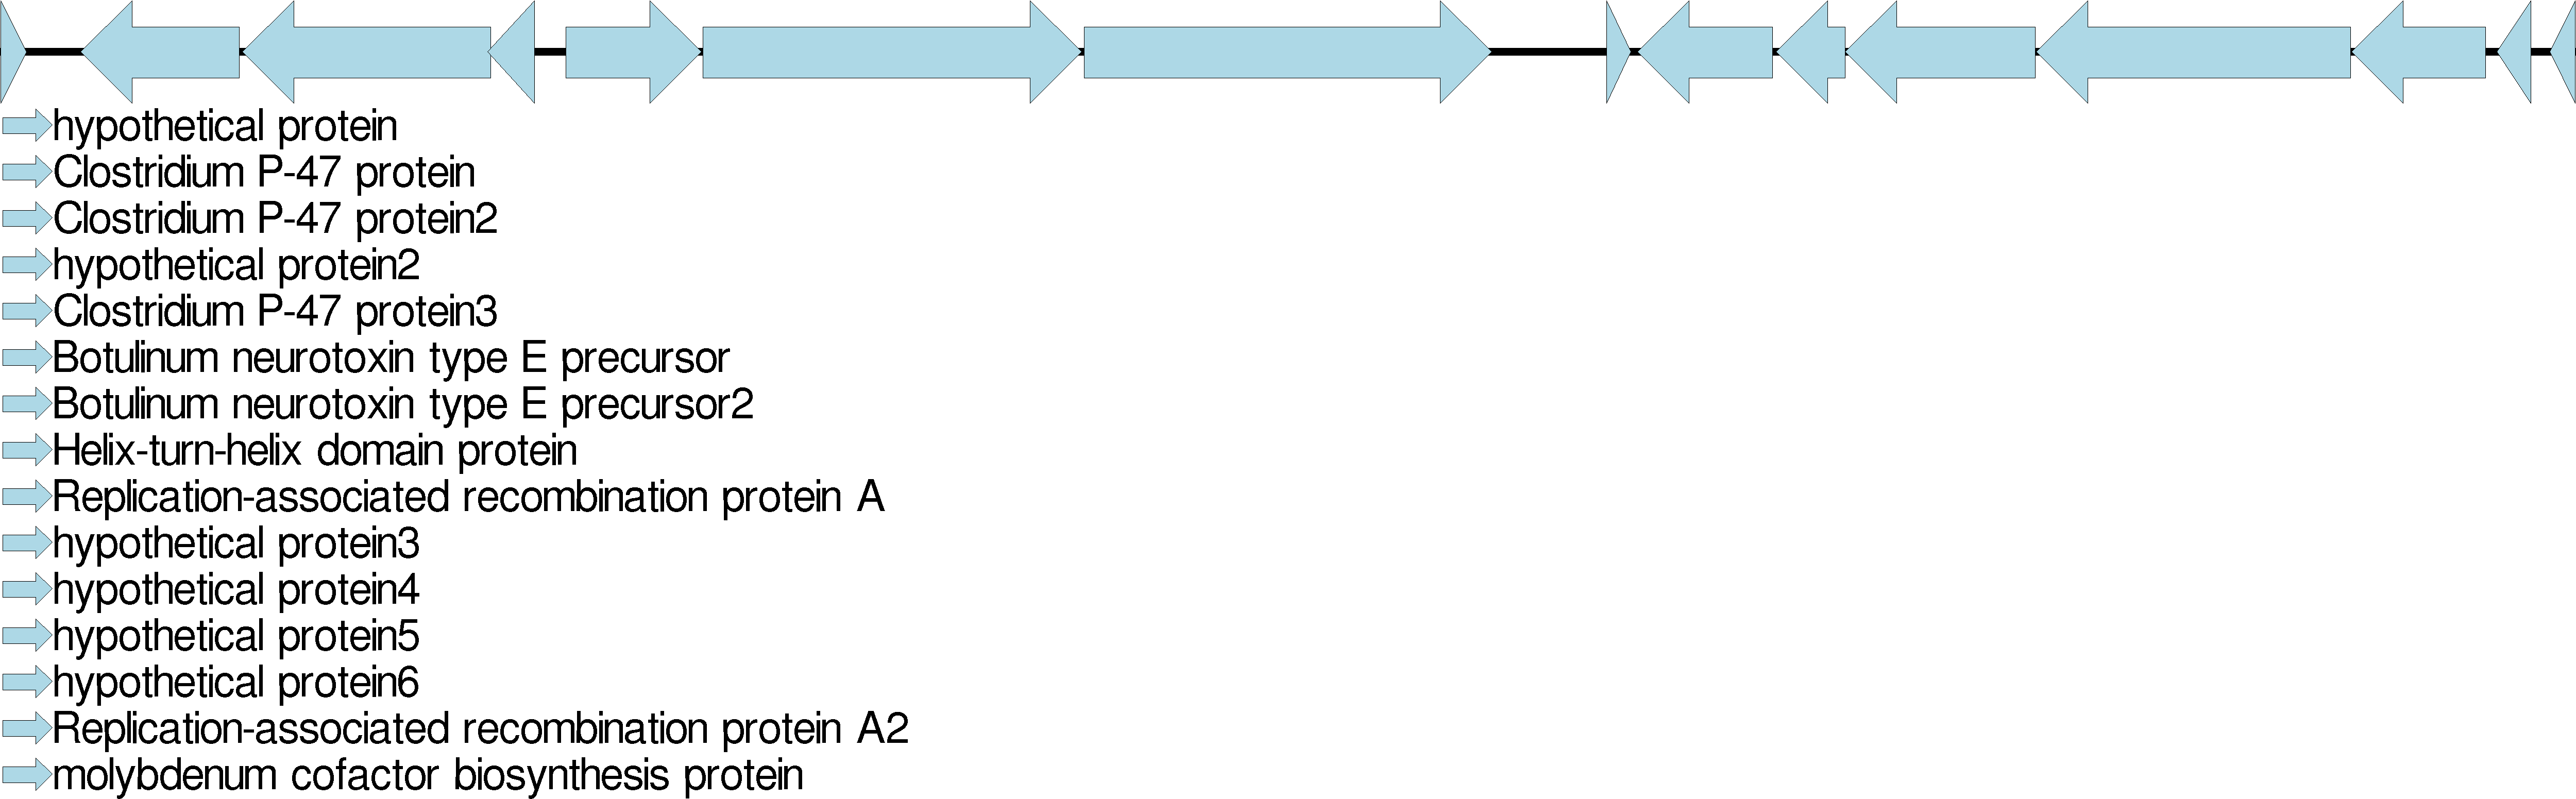 hypothetical protein
Clostridium P-47 protein
Clostridium P-47 protein2
hypothetical protein2
Clostridium P-47 protein3
Botulinum neurotoxin type E precursor
Botulinum neurotoxin type E precursor2
Helix-turn-helix domain protein
Replication-associated recombination protein A
hypothetical protein3
hypothetical protein4
hypothetical protein5
hypothetical protein6
Replication-associated recombination protein A2
molybdenum cofactor biosynthesis protein